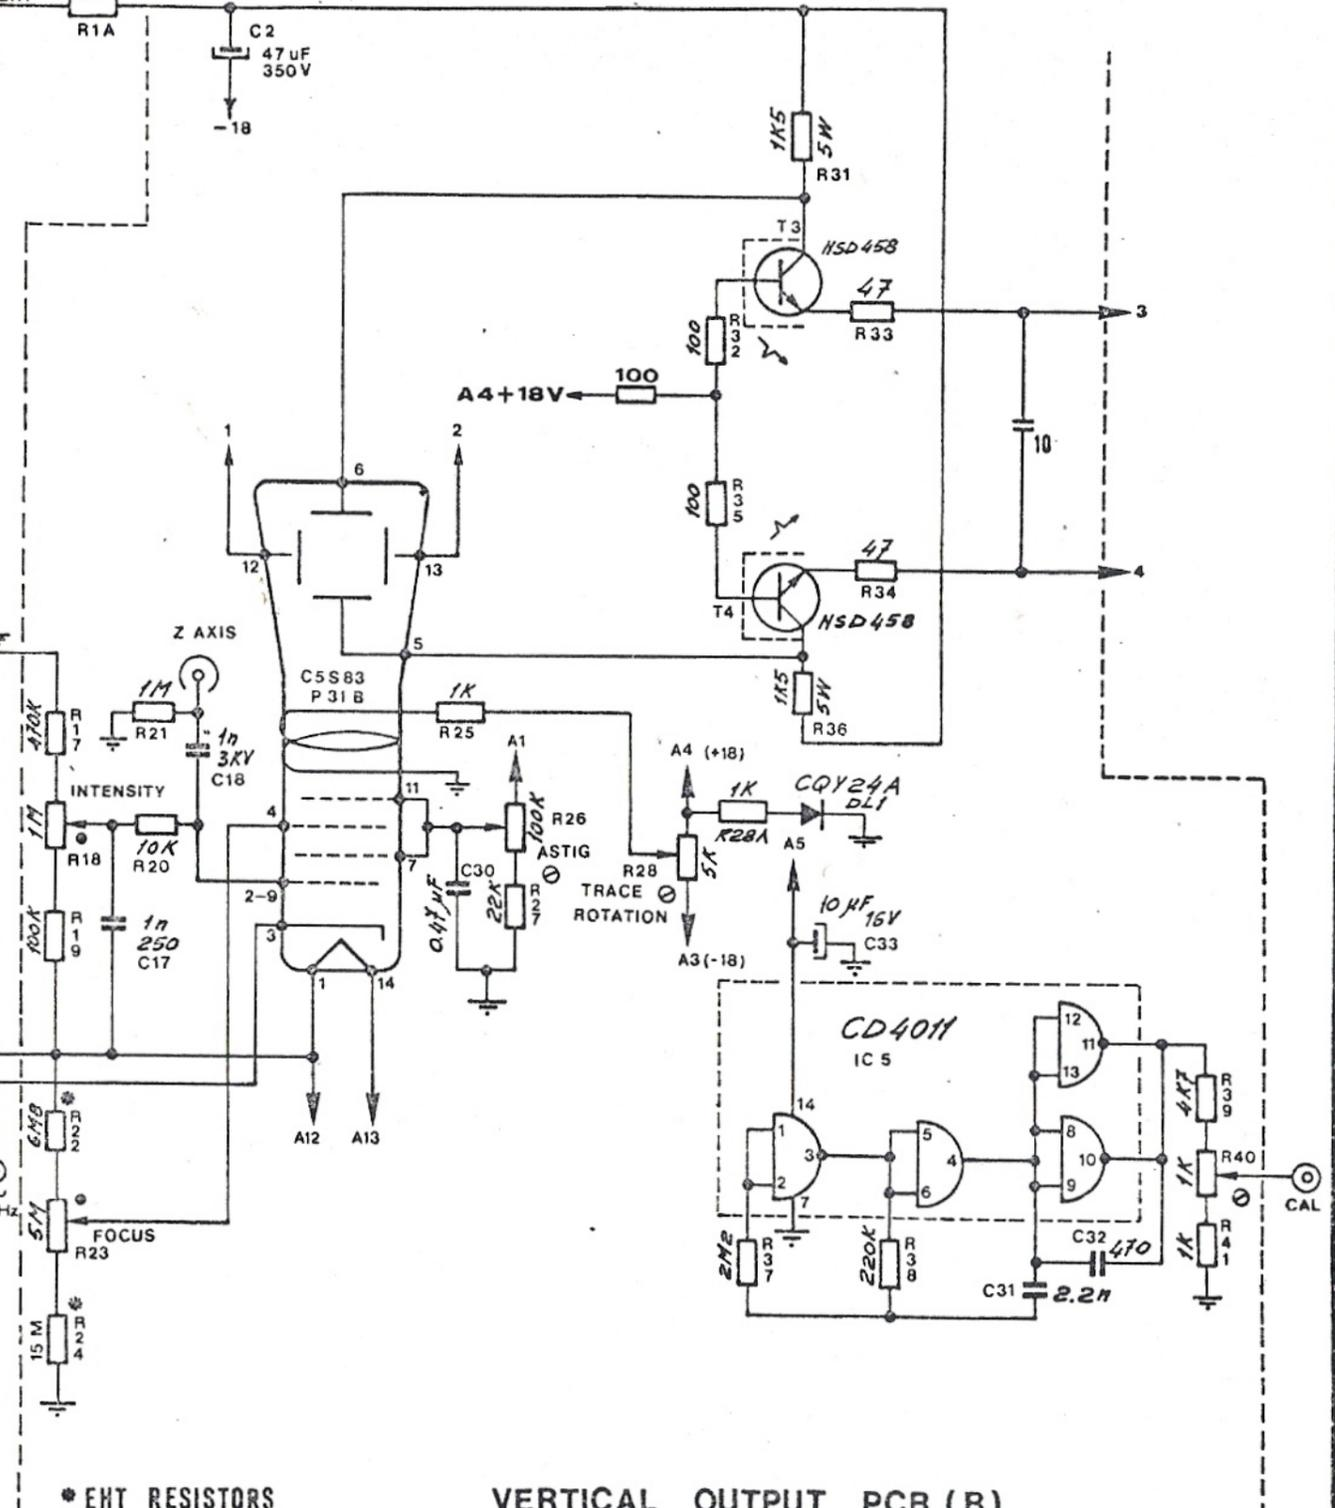 R1A
C2
47uF
350V
-18
1K5
5W
R31
T3
HSD458
47
R33
3
100
R32
100
A4+18V
10
100
R35
1
2
6
12
13
47
R34
4
T4
HSD458
5
1K5
5W
R36
Z AXIS
C5S83
P31B
1M
R21
1K
R25
470K
R17
1n
3KV
C18
A1
A4 (+18)
CQY24A
DL1
1K
R28A
INTENSITY
1M
R18
10K
R20
4
11
7
100K
R26
ASTIG
A5
5K
R28
TRACE
ROTATION
C30
0.47µF
22K
R27
2-9
100K
R19
1n
250
C17
3
1
14
10µF
16V
C33
A3(-18)
CD4011
IC5
12
11
13
14
1
3
2
7
5
4
6
8
10
9
4K7
R39
A12
A13
6M8
R22
*
1K
R40
CAL
Hz
5M
R23
FOCUS
2M2
R37
220K
R38
C32
470
C31
2.2n
1K
R41
*
15M
R24
* EHT RESISTORS
VERTICAL OUTPUT PCB (B)